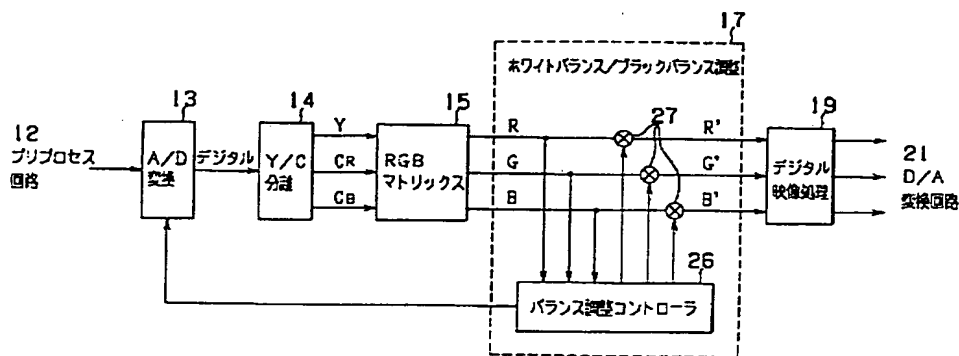 17
ホワイトバランス/ブラックバランス調整
12
プリプロセス
回路
13
A/D
変換
デジタル
14
Y/C
分離
Y
CR
CB
15
RGB
マトリックス
R
G
B
27
R'
G'
B'
19
デジタル
映像処理
21
D/A
変換回路
26
バランス調整コントローラ